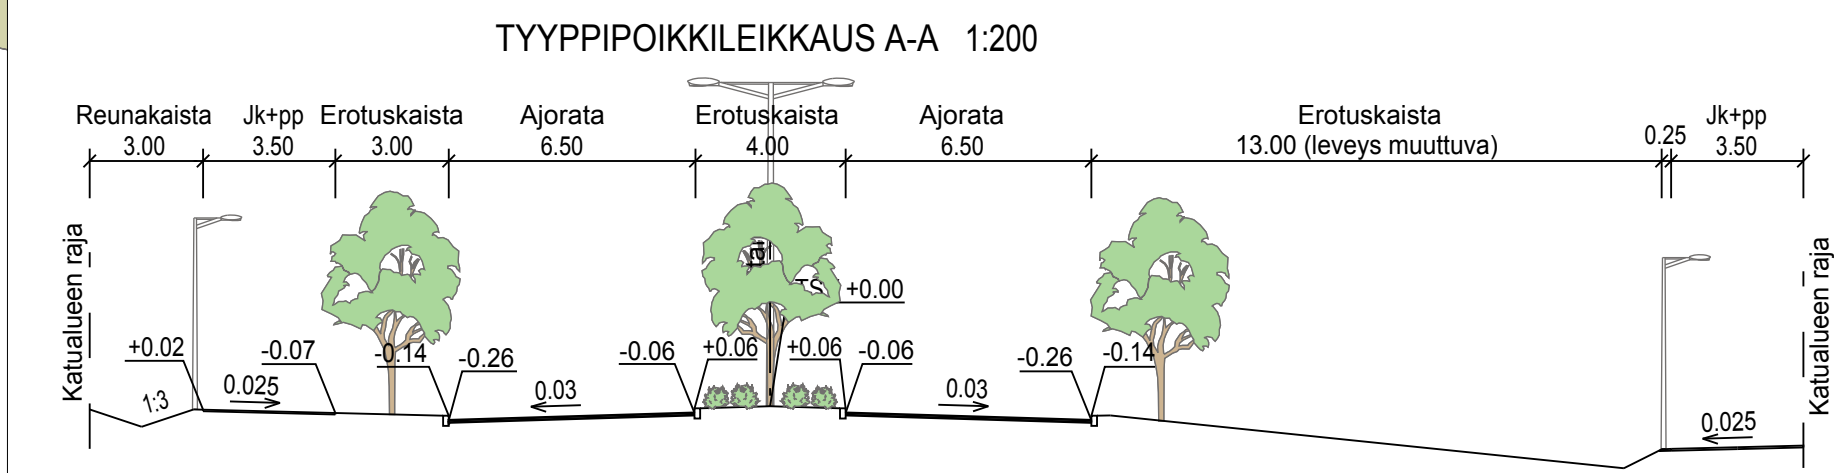 TYYPPIPOIKKILEIKKAUS A-A 1:200
Reunakaista Jk+pp Erotuskaista Ajorata Erotuskaista Ajorata Erotuskaista Jk+pp
3.00 3.50 3.00 6.50 4.00 6.50 13.00 (leveys muuttuva) 0.25 3.50
Katualueen raja
Katualueen raja
+0.00
+0.02 -0.07 -0.14 -0.26 -0.06 +0.06 +0.06 -0.06 -0.26 -0.14
1:3 0.025 0.03 0.03 0.025